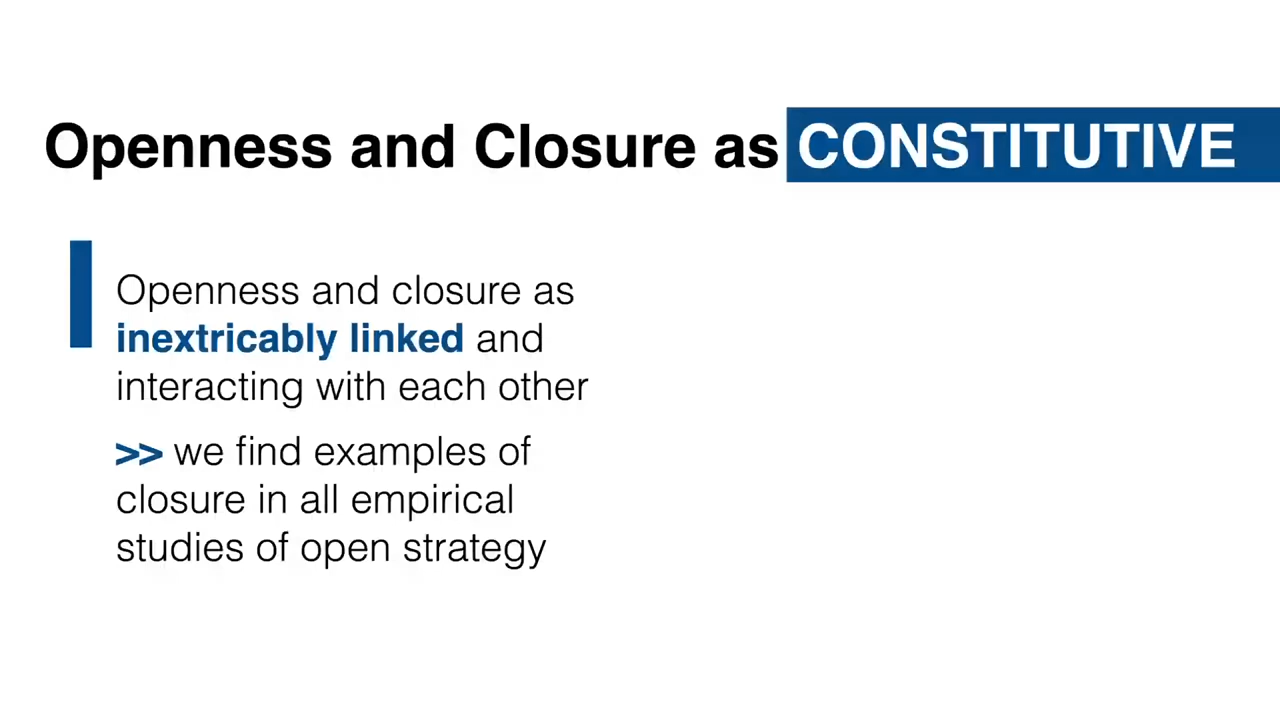 Openness and Closure as CONSTITUTIVE
Openness and closure as
inextricably linked and
interacting with each other
>> we find examples of
closure in all empirical
studies of open strategy